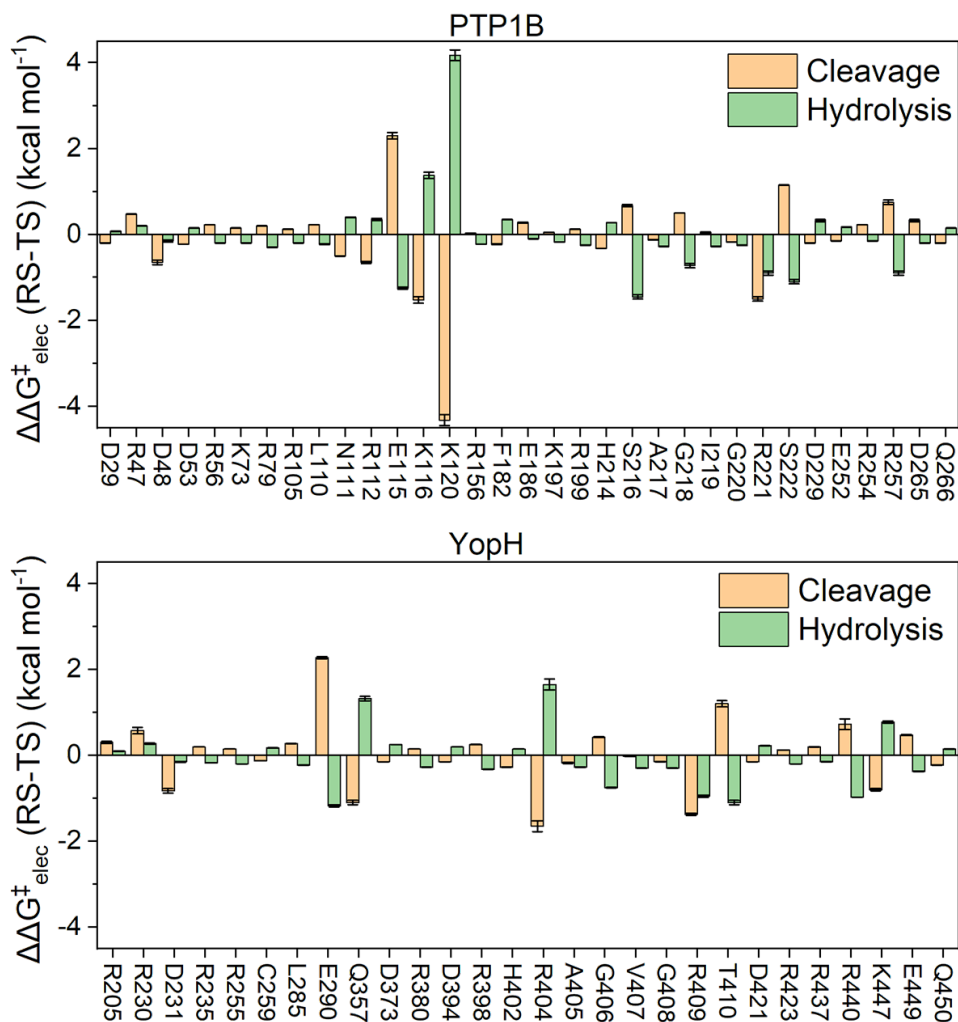 PTP1B
ΔΔG‡elec (RS-TS) (kcal mol-1)
4
2
0
-2
-4
Cleavage
Hydrolysis
D29
R47
D48
D53
R56
K73
R79
R105
L110
N111
R112
E115
K116
K120
R156
F182
E186
K197
R199
H214
S216
A217
G218
I219
G220
R221
S222
D229
E252
R254
R257
D265
Q266
YopH
ΔΔG‡elec (RS-TS) (kcal mol-1)
4
2
0
-2
-4
Cleavage
Hydrolysis
R205
R230
D231
R235
R255
C259
L285
E290
Q357
D373
R380
D394
R398
H402
R404
A405
G406
V407
G408
R409
T410
D421
R423
R437
R440
K447
E449
Q450